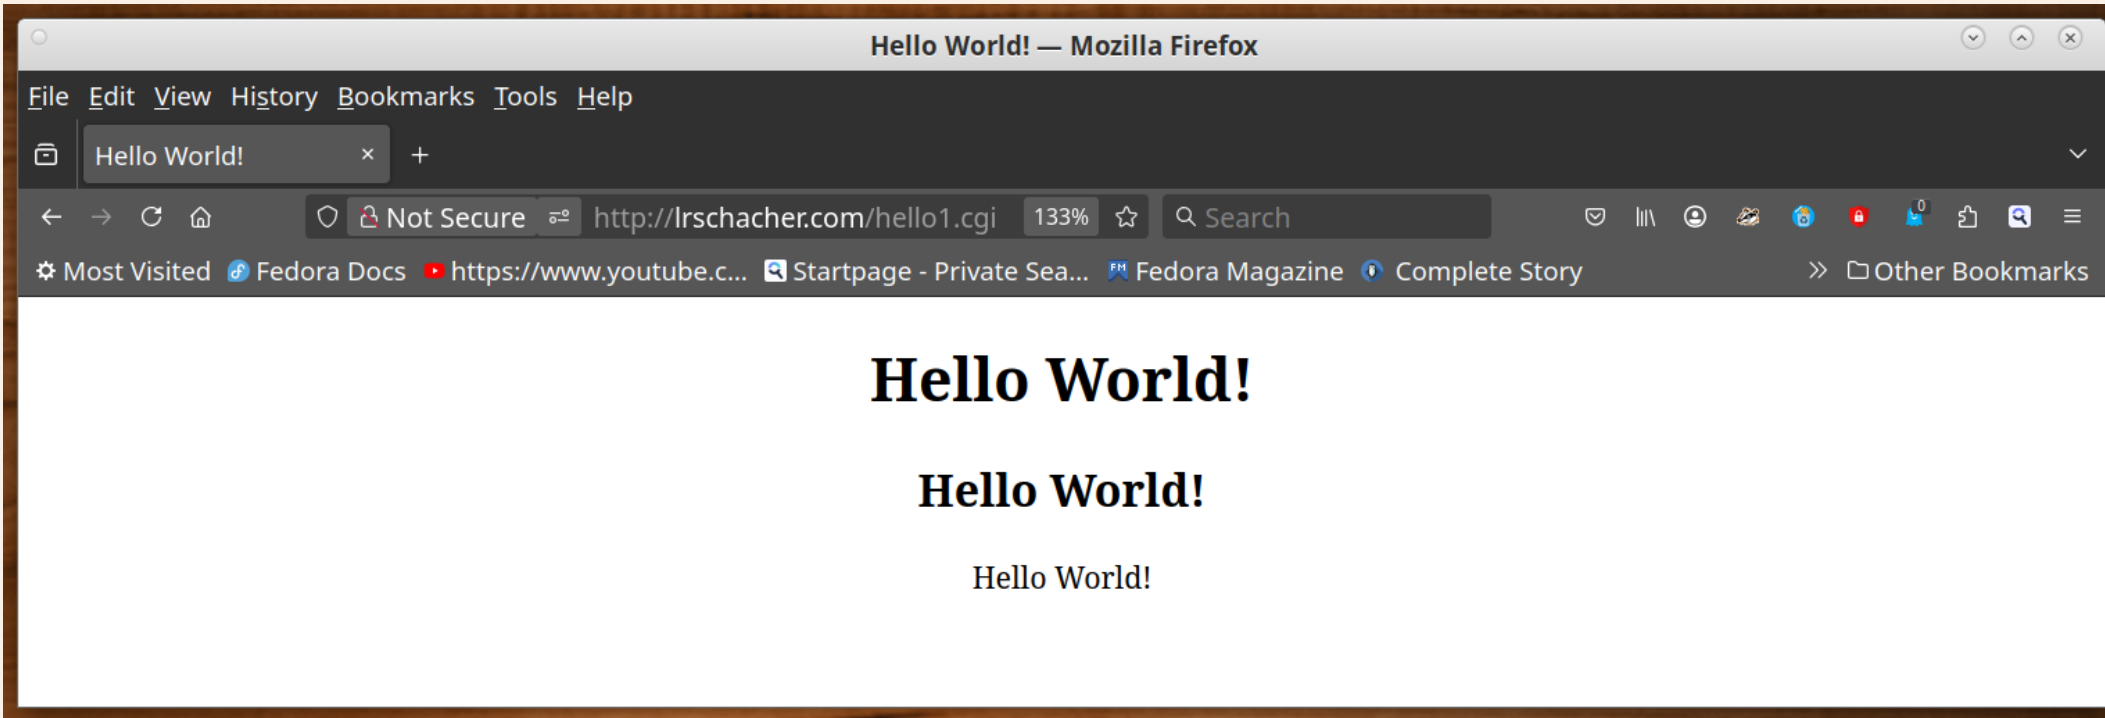 Hello World! — Mozilla Firefox
File Edit View History Bookmarks Tools Help
Hello World!
Not Secure http://lrschacher.com/hello1.cgi 133% Search 0
Most Visited Fedora Docs https://www.youtube.c... Startpage - Private Sea... FM Fedora Magazine Complete Story Other Bookmarks
Hello World!
Hello World!
Hello World!